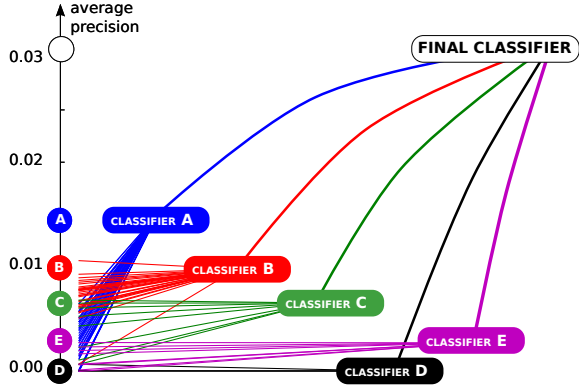 average
precision
0.03
FINAL CLASSIFIER
0.02
A
CLASSIFIER A
0.01
B
CLASSIFIER B
C
CLASSIFIER C
E
CLASSIFIER E
0.00
D
CLASSIFIER D